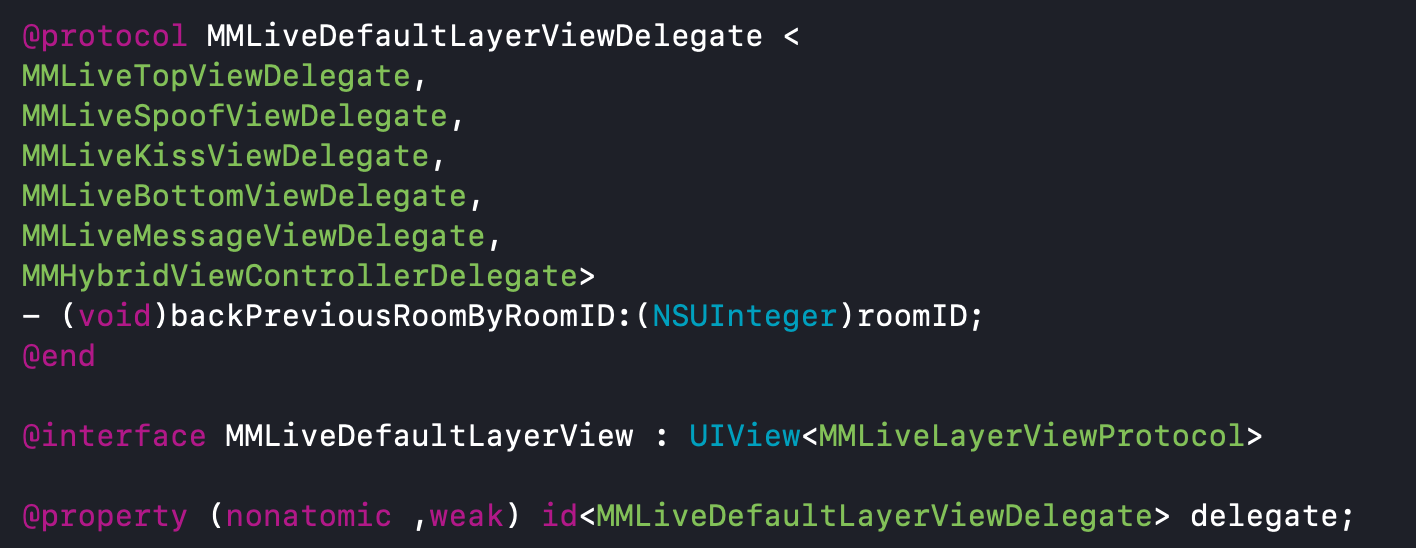 @protocol MMLiveDefaultLayerViewDelegate <
MMLiveTopViewDelegate,
MMLiveSpoofViewDelegate,
MMLiveKissViewDelegate,
MMLiveBottomViewDelegate,
MMLiveMessageViewDelegate,
MMHybridViewControllerDelegate>
- (void)backPreviousRoomByRoomID:(NSUInteger)roomID;
@end
@interface MMLiveDefaultLayerView : UIView<MMLiveLayerViewProtocol>
@property (nonatomic ,weak) id<MMLiveDefaultLayerViewDelegate> delegate;